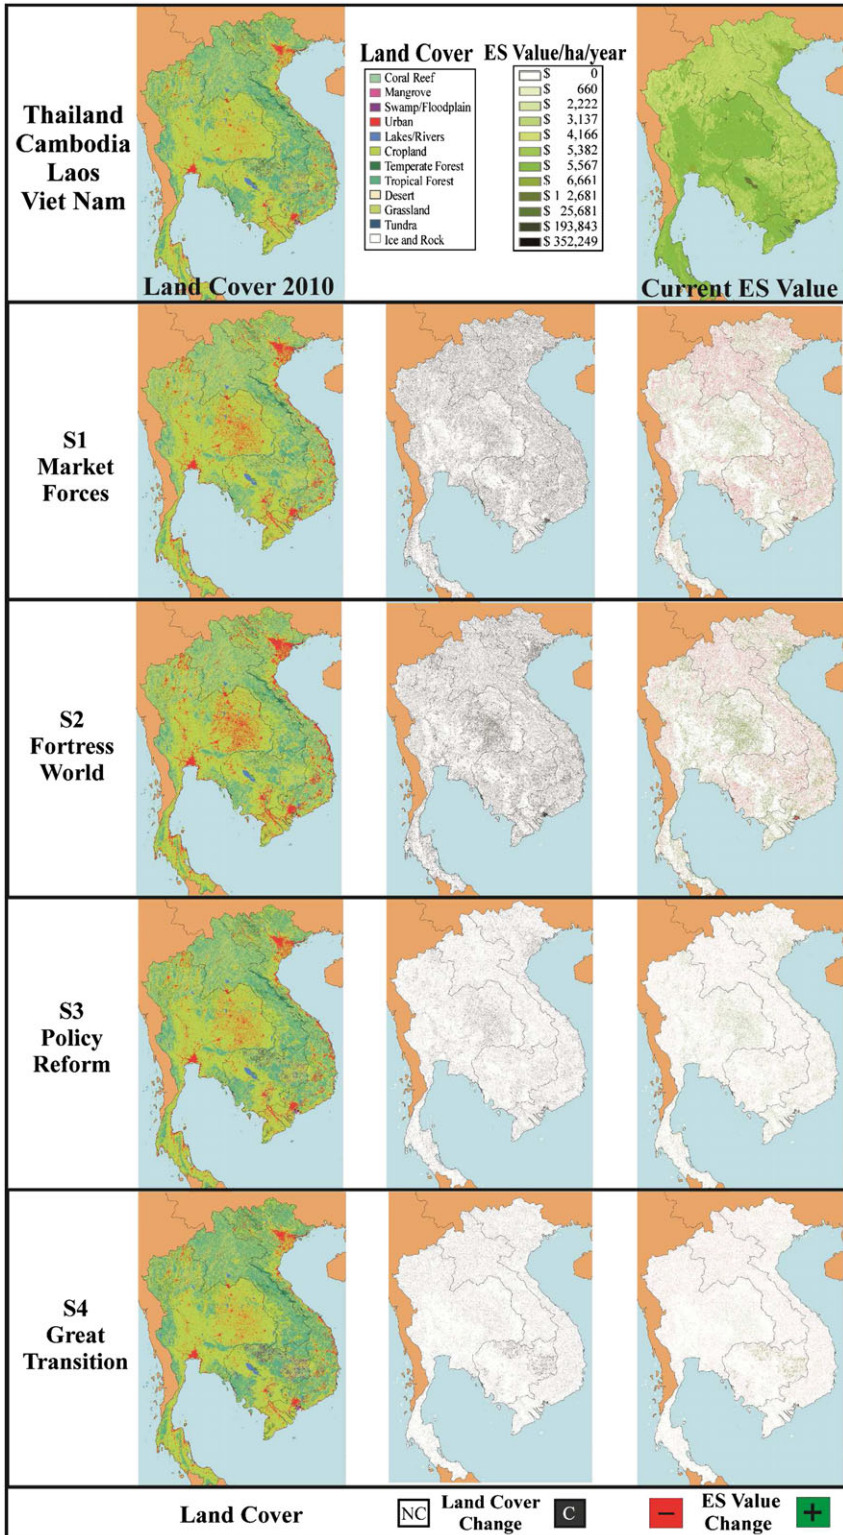 Thailand
Cambodia
Laos
Viet Nam
Land Cover 2010
Land Cover
Coral Reef
Mangrove
Swamp/Floodplain
Urban
Lakes/Rivers
Cropland
Temperate Forest
Tropical Forest
Desert
Grassland
Tundra
Ice and Rock
ES Value/ha/year
$ 0
$ 660
$ 2,222
$ 3,137
$ 4,166
$ 5,382
$ 5,567
$ 6,661
$ 1 2,681
$ 25,681
$ 193,843
$ 352,249
Current ES Value
S1
Market
Forces
S2
Fortress
World
S3
Policy
Reform
S4
Great
Transition
Land Cover
NC
Land Cover
Change
C
−
ES Value
Change
+